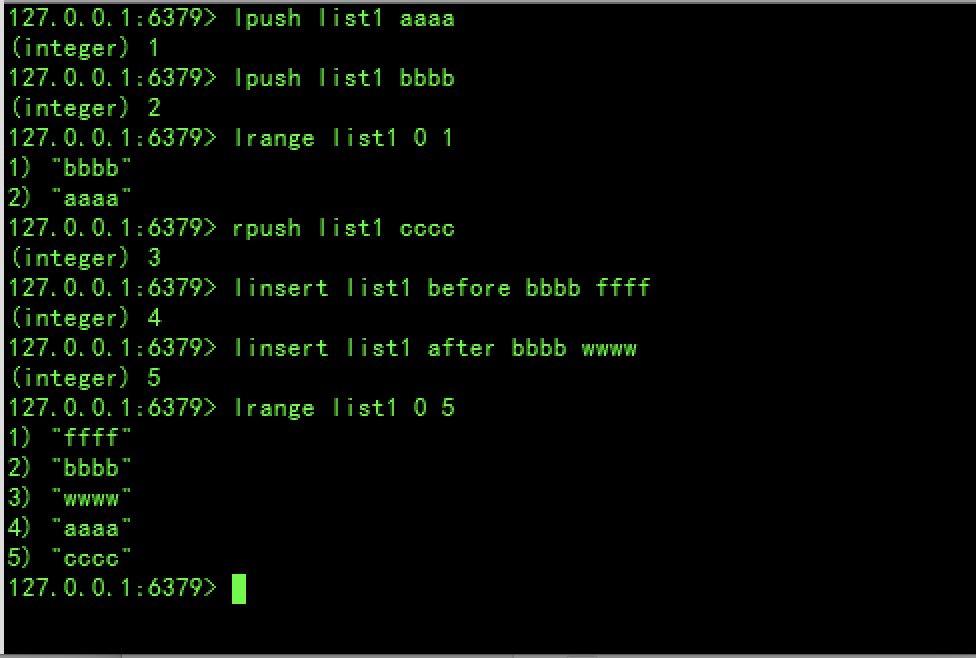 127.0.0.1:6379> lpush list1 aaaa
(integer) 1
127.0.0.1:6379> lpush list1 bbbb
(integer) 2
127.0.0.1:6379> lrange list1 0 1
1) "bbbb"
2) "aaaa"
127.0.0.1:6379> rpush list1 cccc
(integer) 3
127.0.0.1:6379> linsert list1 before bbbb ffff
(integer) 4
127.0.0.1:6379> linsert list1 after bbbb wwww
(integer) 5
127.0.0.1:6379> lrange list1 0 5
1) "ffff"
2) "bbbb"
3) "wwww"
4) "aaaa"
5) "cccc"
127.0.0.1:6379>